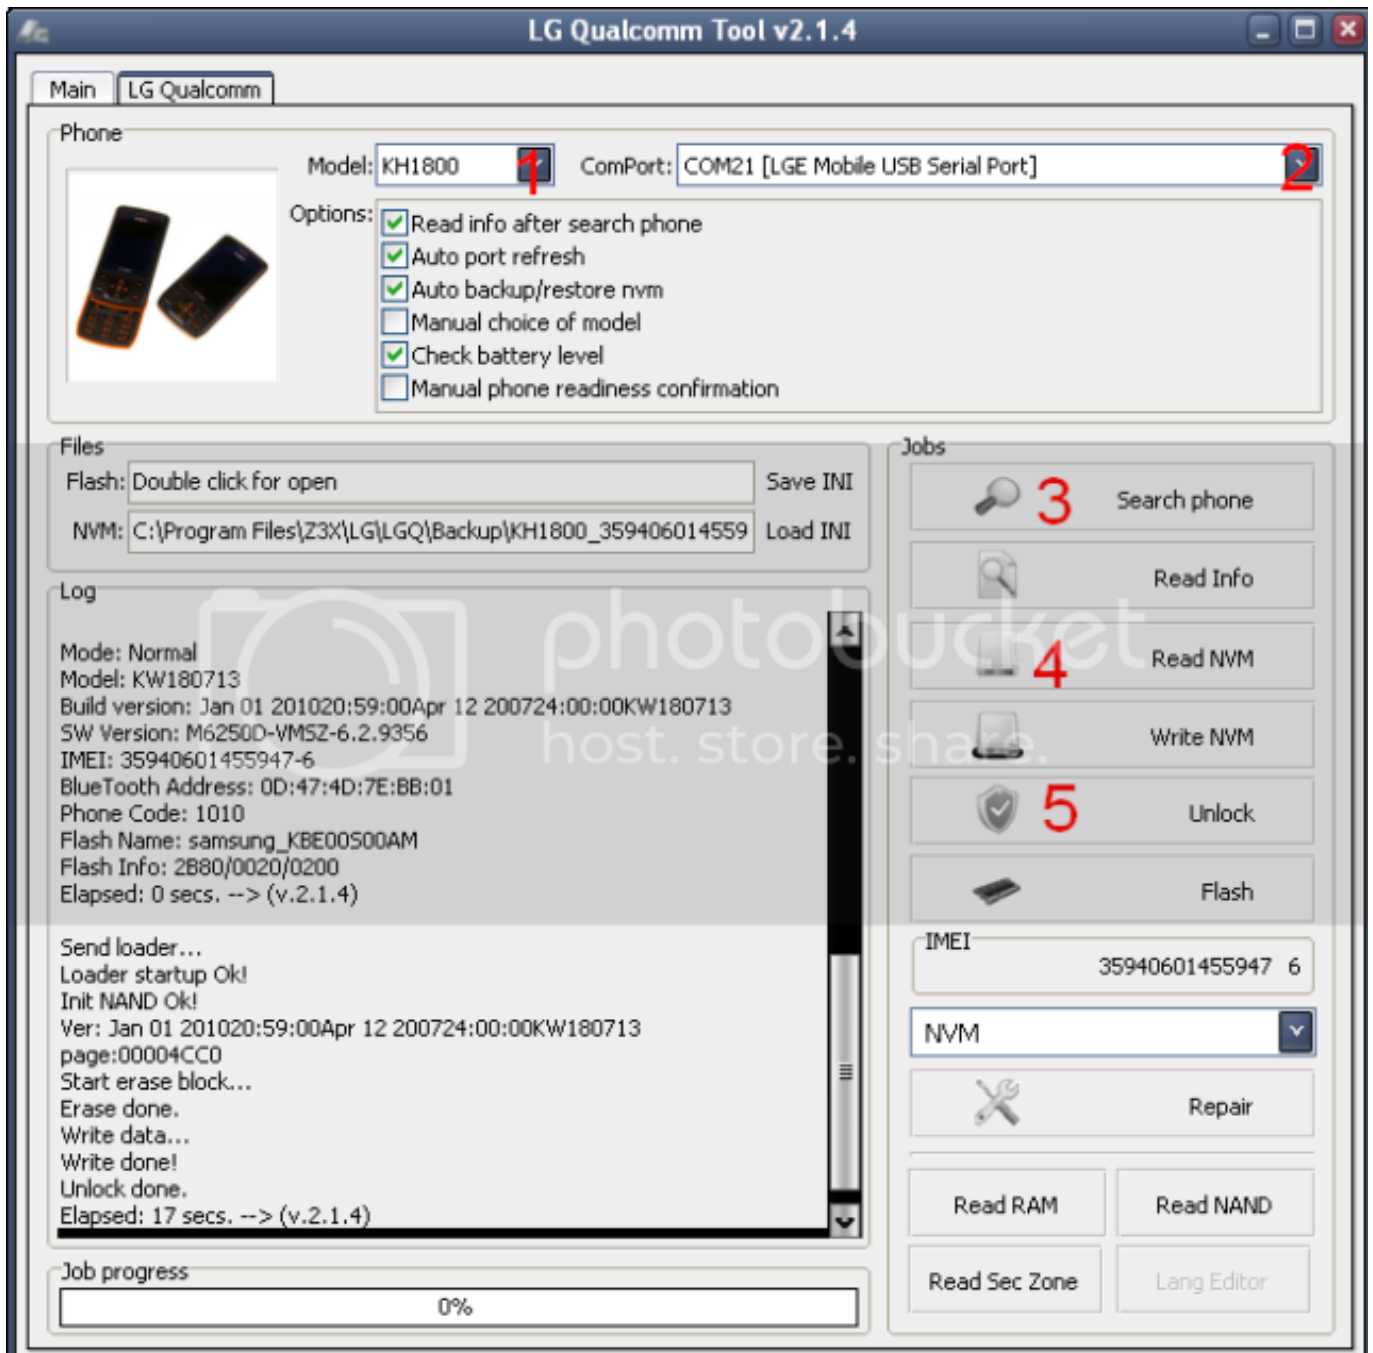 LG Qualcomm Tool v2.1.4
Main
LG Qualcomm
Phone
Model: KH1800 1
ComPort: COM21 [LGE Mobile USB Serial Port] 2
Options:
Read info after search phone
Auto port refresh
Auto backup/restore nvm
Manual choice of model
Check battery level
Manual phone readiness confirmation
Files
Flash: Double click for open Save INI
NVM: C:\Program Files\Z3X\LG\LGQ\Backup\KH1800_359406014559 Load INI
Log
Mode: Normal
Model: KW180713
Build version: Jan 01 201020:59:00Apr 12 200724:00:00KW180713
SW Version: M6250D-VMSZ-6.2.9356
IMEI: 35940601455947-6
BlueTooth Address: 0D:47:4D:7E:BB:01
Phone Code: 1010
Flash Name: samsung_KBE00S00AM
Flash Info: 2B80/0020/0200
Elapsed: 0 secs. --> (v.2.1.4)
Send loader...
Loader startup Ok!
Init NAND Ok!
Ver: Jan 01 201020:59:00Apr 12 200724:00:00KW180713
page:00004CC0
Start erase block...
Erase done.
Write data...
Write done!
Unlock done.
Elapsed: 17 secs. --> (v.2.1.4)
Job progress
0%
Jobs
3 Search phone
Read Info
4 Read NVM
Write NVM
5 Unlock
Flash
IMEI
35940601455947 6
NVM
Repair
Read RAM
Read NAND
Read Sec Zone
Lang Editor
photobucket
host. store. share.